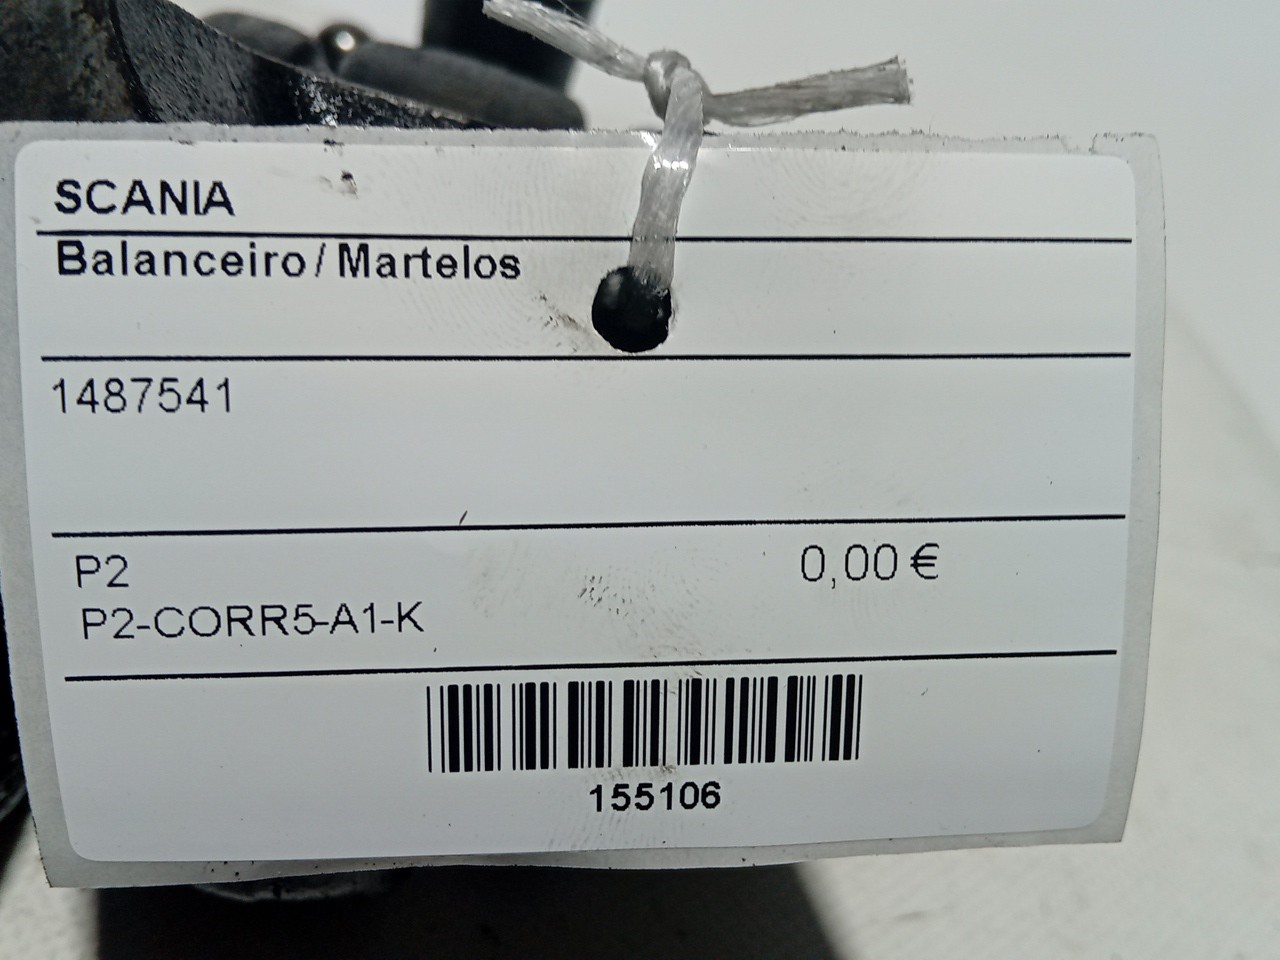 SCANIA
Balanceiro / Martelos
1487541
P2
0,00 €
P2-CORR5-A1-K
155106